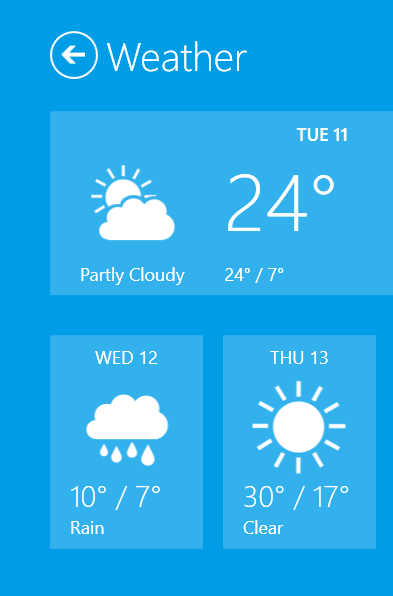 Weather
TUE 11
24°
Partly Cloudy 24° / 7°
WED 12
10° / 7°
Rain
THU 13
30° / 17°
Clear